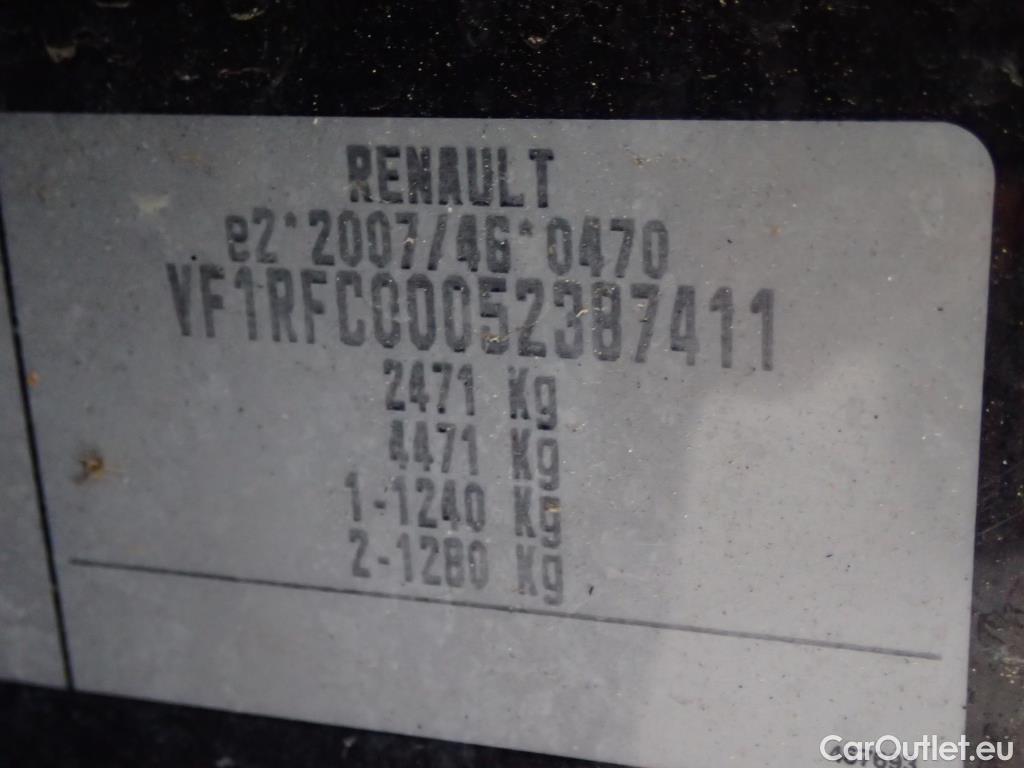 RENAULT
e2*2007/46*0470
VF1RFC00052387411
2471 Kg
4471 Kg
1-1240 Kg
2-1280 Kg
CarOutlet.eu